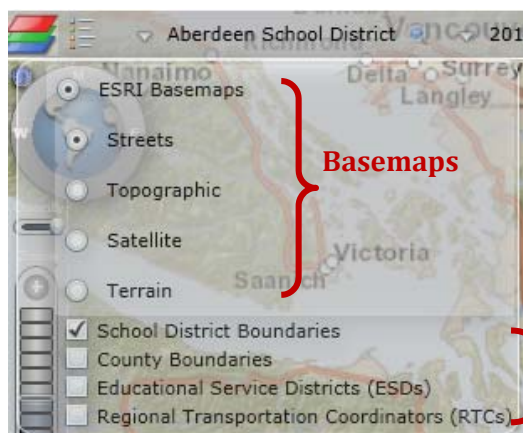 Aberdeen School District 201
Vancouv
Richmond
Nanaimo
Delta Surrey
Langley
ESRI Basemaps
Streets
Basemaps
Topographic
Satellite
Victoria
Saanich
Terrain
School District Boundaries
County Boundaries
Educational Service Districts (ESDs)
Regional Transportation Coordinators (RTCs)